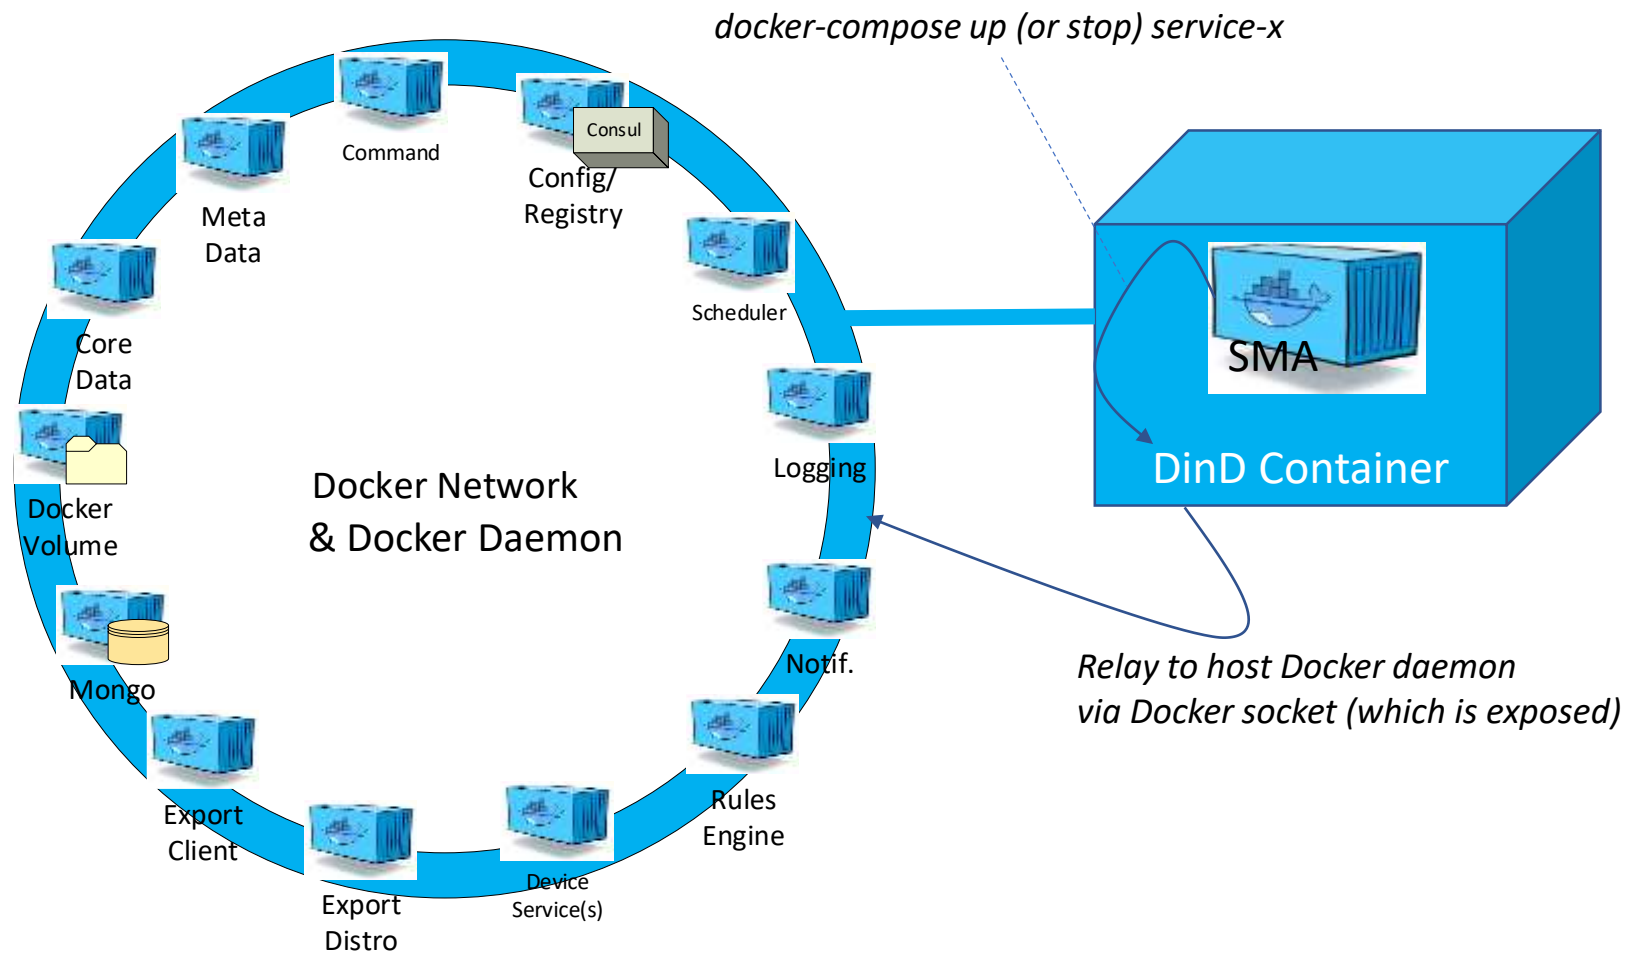 docker-compose up (or stop) service-x
Command
Consul
Config/
Registry
Meta
Data
Scheduler
Core
Data
SMA
Logging
DinD Container
Docker Network
& Docker Daemon
Docker
Volume
Notif.
Mongo
Relay to host Docker daemon
via Docker socket (which is exposed)
Rules
Engine
Export
Client
Device
Service(s)
Export
Distro